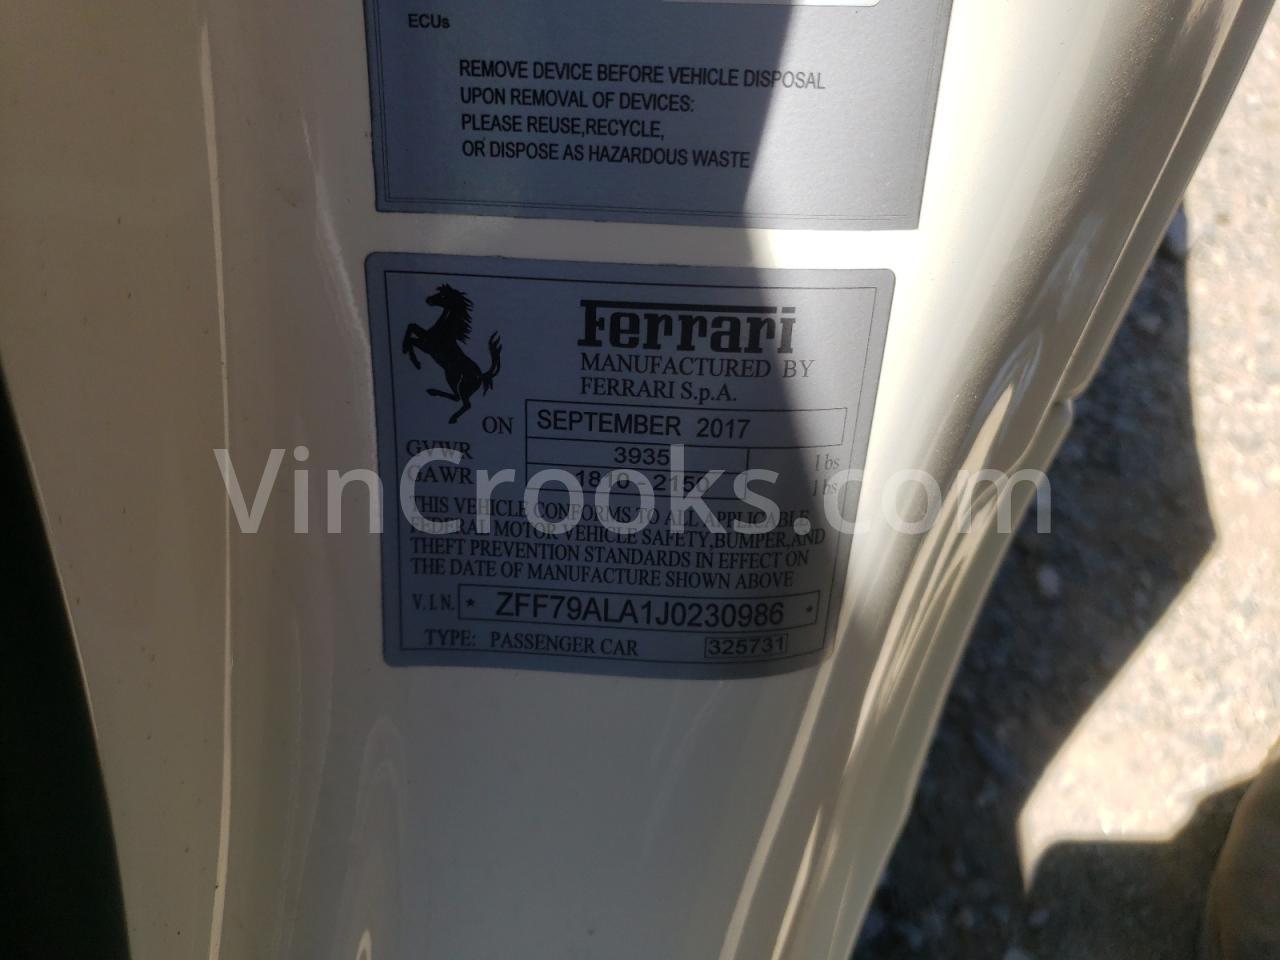 ECUs
REMOVE DEVICE BEFORE VEHICLE DISPOSAL
UPON REMOVAL OF DEVICES:
PLEASE REUSE,RECYCLE,
OR DISPOSE AS HAZARDOUS WASTE
Ferrari
MANUFACTURED BY
FERRARI S.p.A.
ON SEPTEMBER 2017
GVWR 3935 lbs
GAWR 1810 2150 lbs
VinCrooks.com
THIS VEHICLE CONFORMS TO ALL APPLICABLE
FEDERAL MOTOR VEHICLE SAFETY,BUMPER,AND
THEFT PREVENTION STANDARDS IN EFFECT ON
THE DATE OF MANUFACTURE SHOWN ABOVE
V.I.N. * ZFF79ALA1J0230986 *
TYPE: PASSENGER CAR 325731